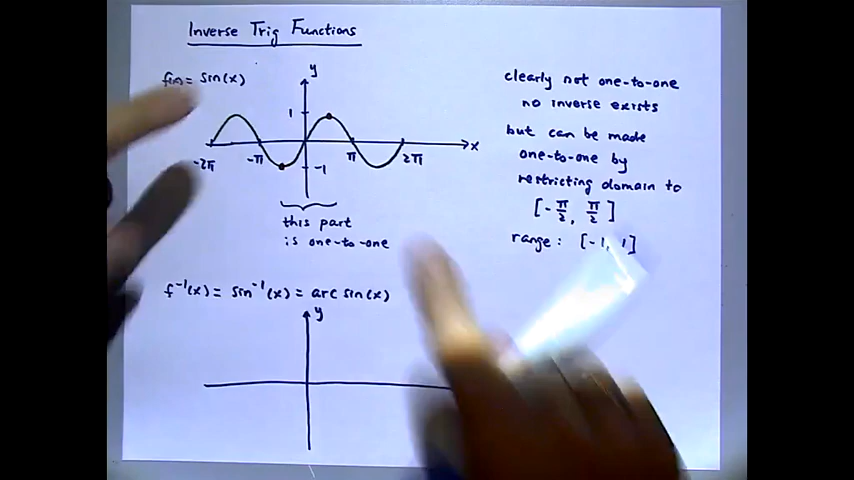 Inverse Trig Functions
f(x) = sin(x)
y
1
x
-2π
-π
π
2π
-1
this part
is one-to-one
clearly not one-to-one
no inverse exists
but can be made
one-to-one by
restricting domain to
[-π/2, π/2]
range: [-1, 1]
f⁻¹(x) = sin⁻¹(x) = arcsin(x)
y